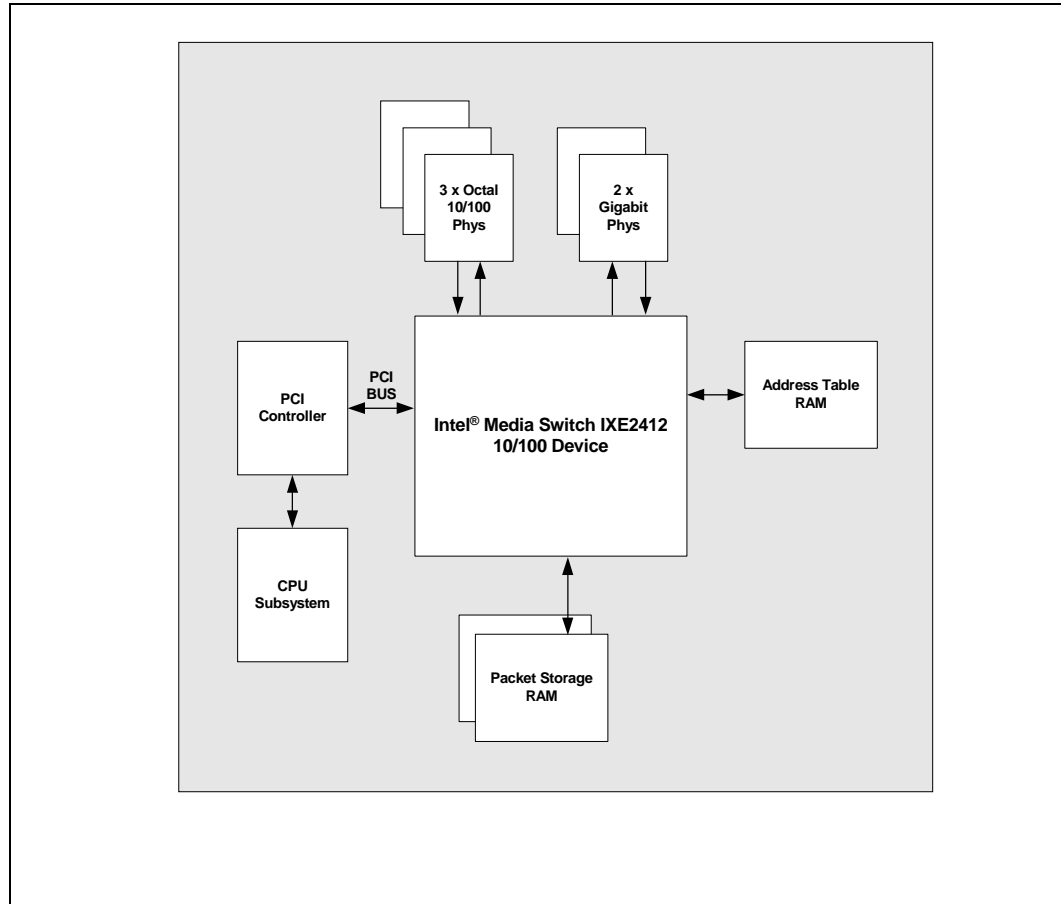 3 x Octal
10/100
Phys
2 x
Gigabit
Phys
PCI
Controller
PCI
BUS
Intel® Media Switch IXE2412
10/100 Device
Address Table
RAM
CPU
Subsystem
Packet Storage
RAM